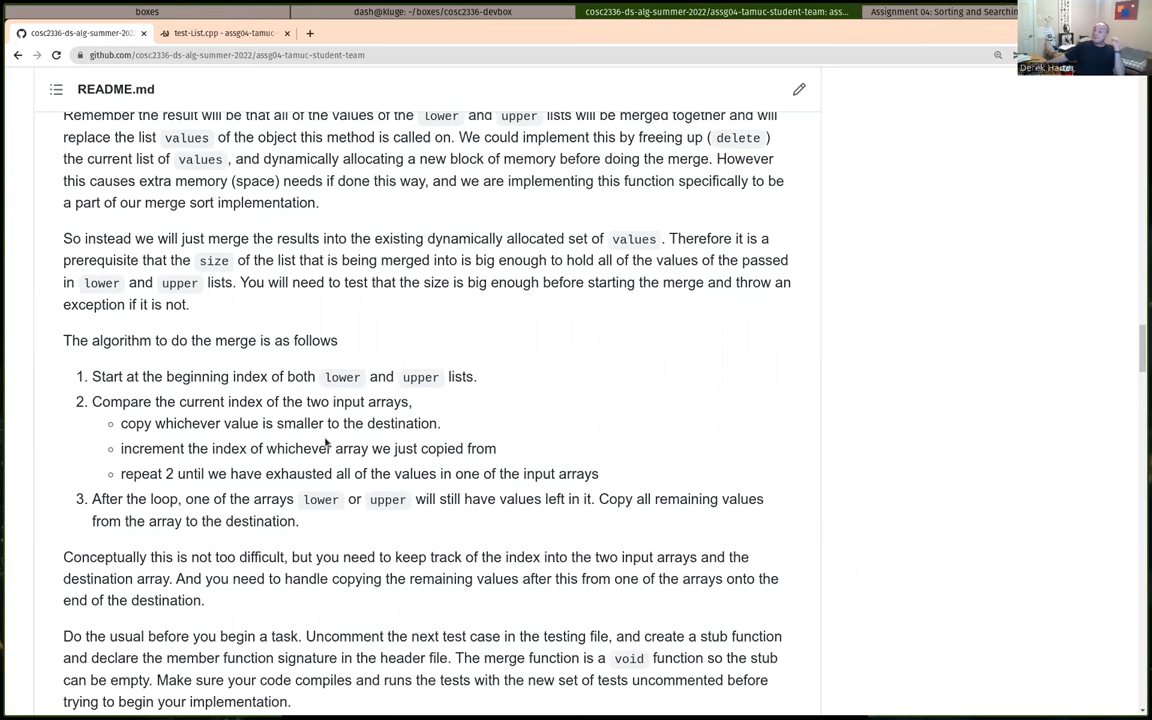 boxes
dash@kluge: ~/boxes/cosc2336-devbox
cosc2336-ds-alg-summer-2022/assg04-tamuc-student-team: ass...
Assignment 04: Sorting and Searchin
cosc2336-ds-alg-summer-202
test-List.cpp - assg04-tamuc-
github.com/cosc2336-ds-alg-summer-2022/assg04-tamuc-student-team
README.md
Remember the result will be that all of the values of the lower and upper lists will be merged together and will
replace the list values of the object this method is called on. We could implement this by freeing up ( delete )
the current list of values , and dynamically allocating a new block of memory before doing the merge. However
this causes extra memory (space) needs if done this way, and we are implementing this function specifically to be
a part of our merge sort implementation.
So instead we will just merge the results into the existing dynamically allocated set of values . Therefore it is a
prerequisite that the size of the list that is being merged into is big enough to hold all of the values of the passed
in lower and upper lists. You will need to test that the size is big enough before starting the merge and throw an
exception if it is not.
The algorithm to do the merge is as follows
1. Start at the beginning index of both lower and upper lists.
2. Compare the current index of the two input arrays,
copy whichever value is smaller to the destination.
increment the index of whichever array we just copied from
repeat 2 until we have exhausted all of the values in one of the input arrays
3. After the loop, one of the arrays lower or upper will still have values left in it. Copy all remaining values
from the array to the destination.
Conceptually this is not too difficult, but you need to keep track of the index into the two input arrays and the
destination array. And you need to handle copying the remaining values after this from one of the arrays onto the
end of the destination.
Do the usual before you begin a task. Uncomment the next test case in the testing file, and create a stub function
and declare the member function signature in the header file. The merge function is a void function so the stub
can be empty. Make sure your code compiles and runs the tests with the new set of tests uncommented before
trying to begin your implementation.
Derek Harter